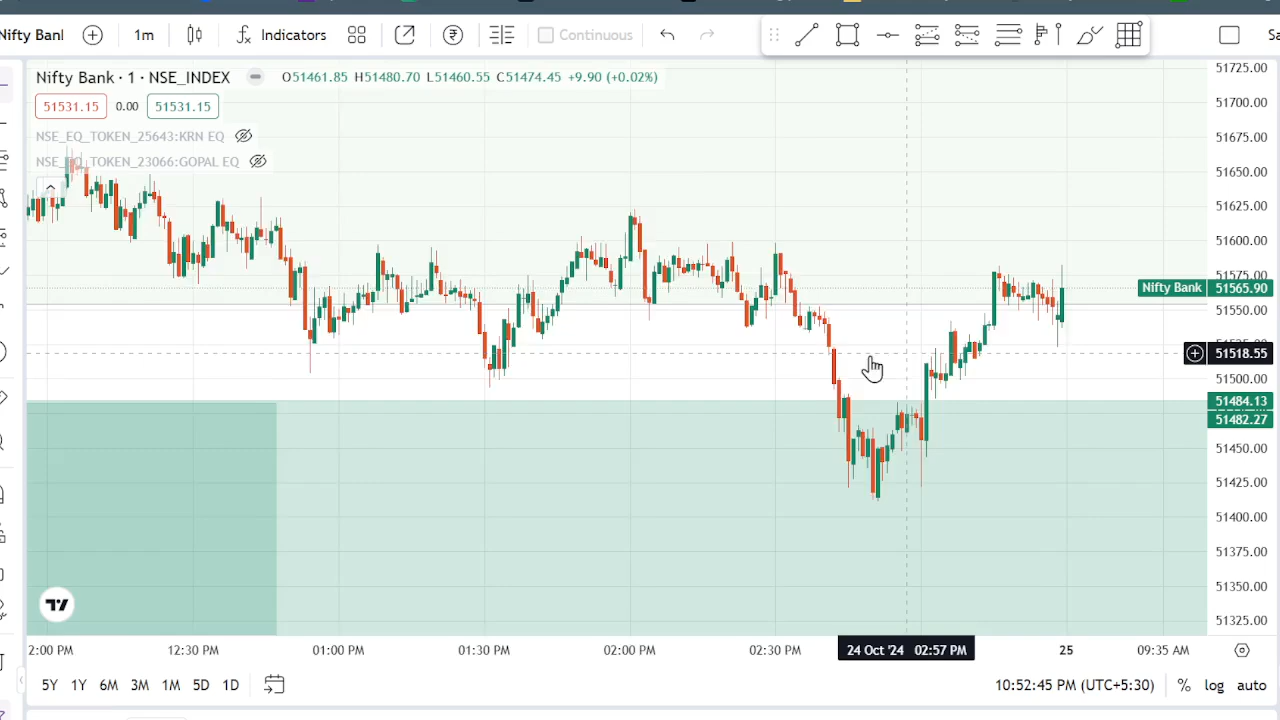 Nifty Banl 1m Indicators Continuous Sa
Nifty Bank · 1 · NSE_INDEX O51461.85 H51480.70 L51460.55 C51474.45 +9.90 (+0.02%)
51531.15 0.00 51531.15
NSE_EQ_TOKEN_25643:KRN EQ
NSE_EQ_TOKEN_23066:GOPAL EQ
51725.00
51700.00
51675.00
51650.00
51625.00
51600.00
51575.00
Nifty Bank 51565.90
51550.00
51518.55
51500.00
51484.13
51482.27
51450.00
51425.00
51400.00
51375.00
51350.00
51325.00
2:00 PM 12:30 PM 01:00 PM 01:30 PM 02:00 PM 02:30 PM 24 Oct '24 02:57 PM 25 09:35 AM
5Y 1Y 6M 3M 1M 5D 1D 10:52:45 PM (UTC+5:30) % log auto